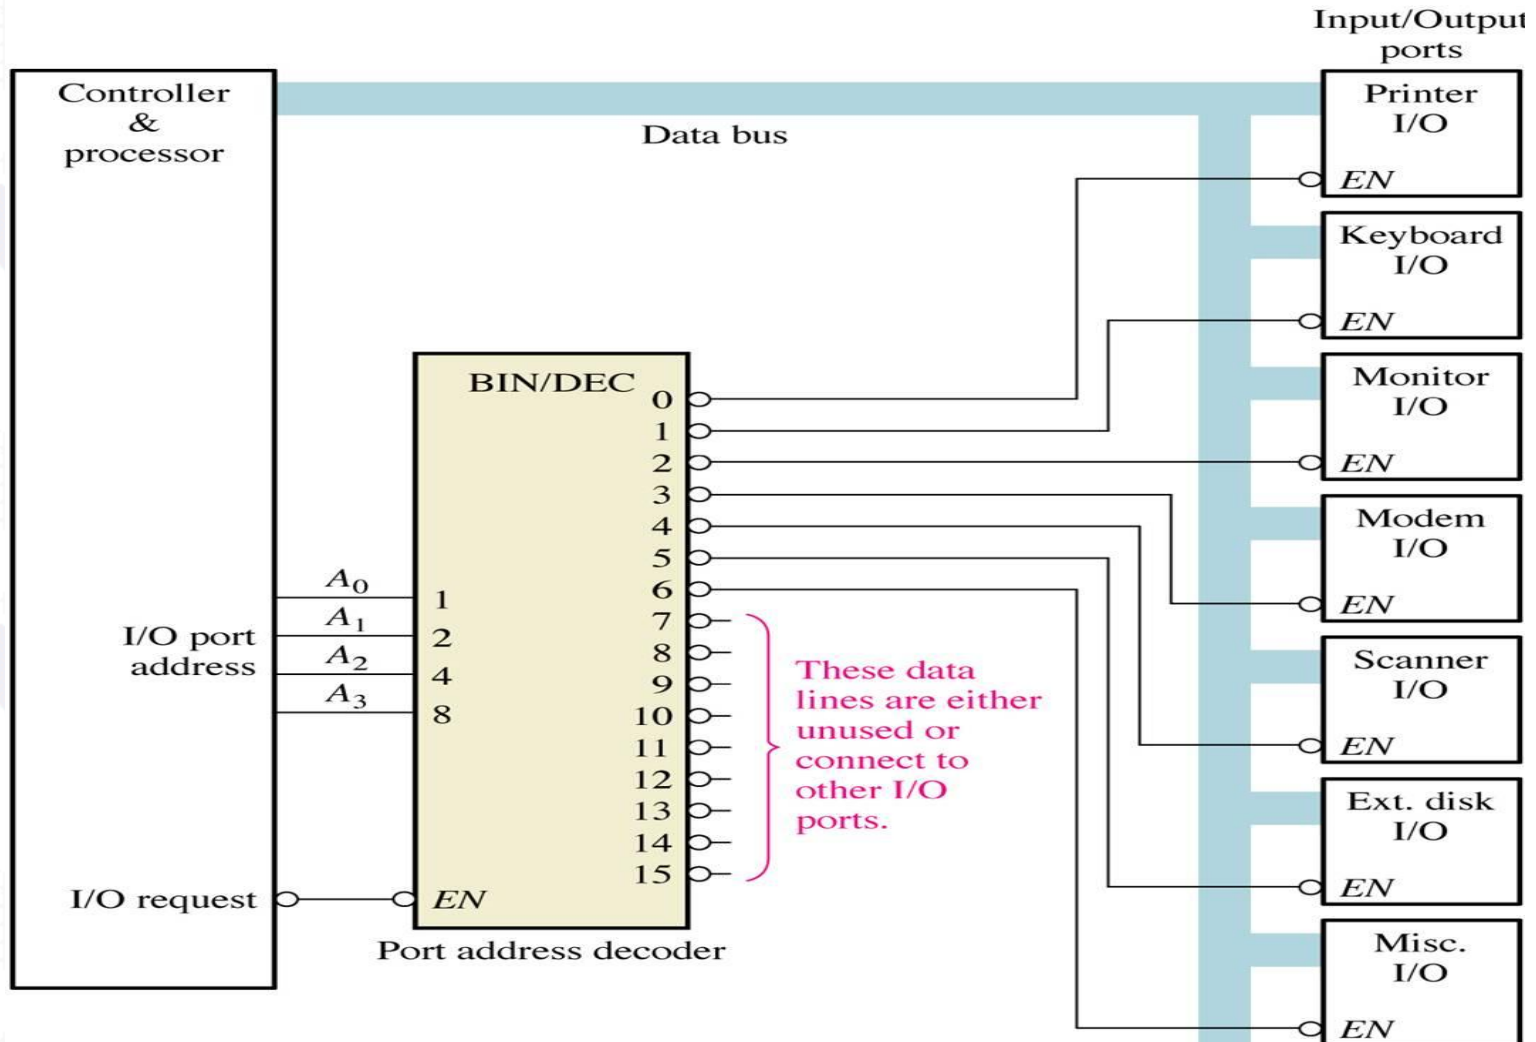 Input/Output
ports
Controller
&
processor
Data bus
Printer
I/O
EN
Keyboard
I/O
EN
Monitor
I/O
EN
Modem
I/O
EN
Scanner
I/O
EN
Ext. disk
I/O
EN
Misc.
I/O
EN
BIN/DEC
0
1
2
3
4
5
6
7
8
9
10
11
12
13
14
15
A0
A1
A2
A3
1
2
4
8
I/O port
address
I/O request
EN
Port address decoder
These data
lines are either
unused or
connect to
other I/O
ports.